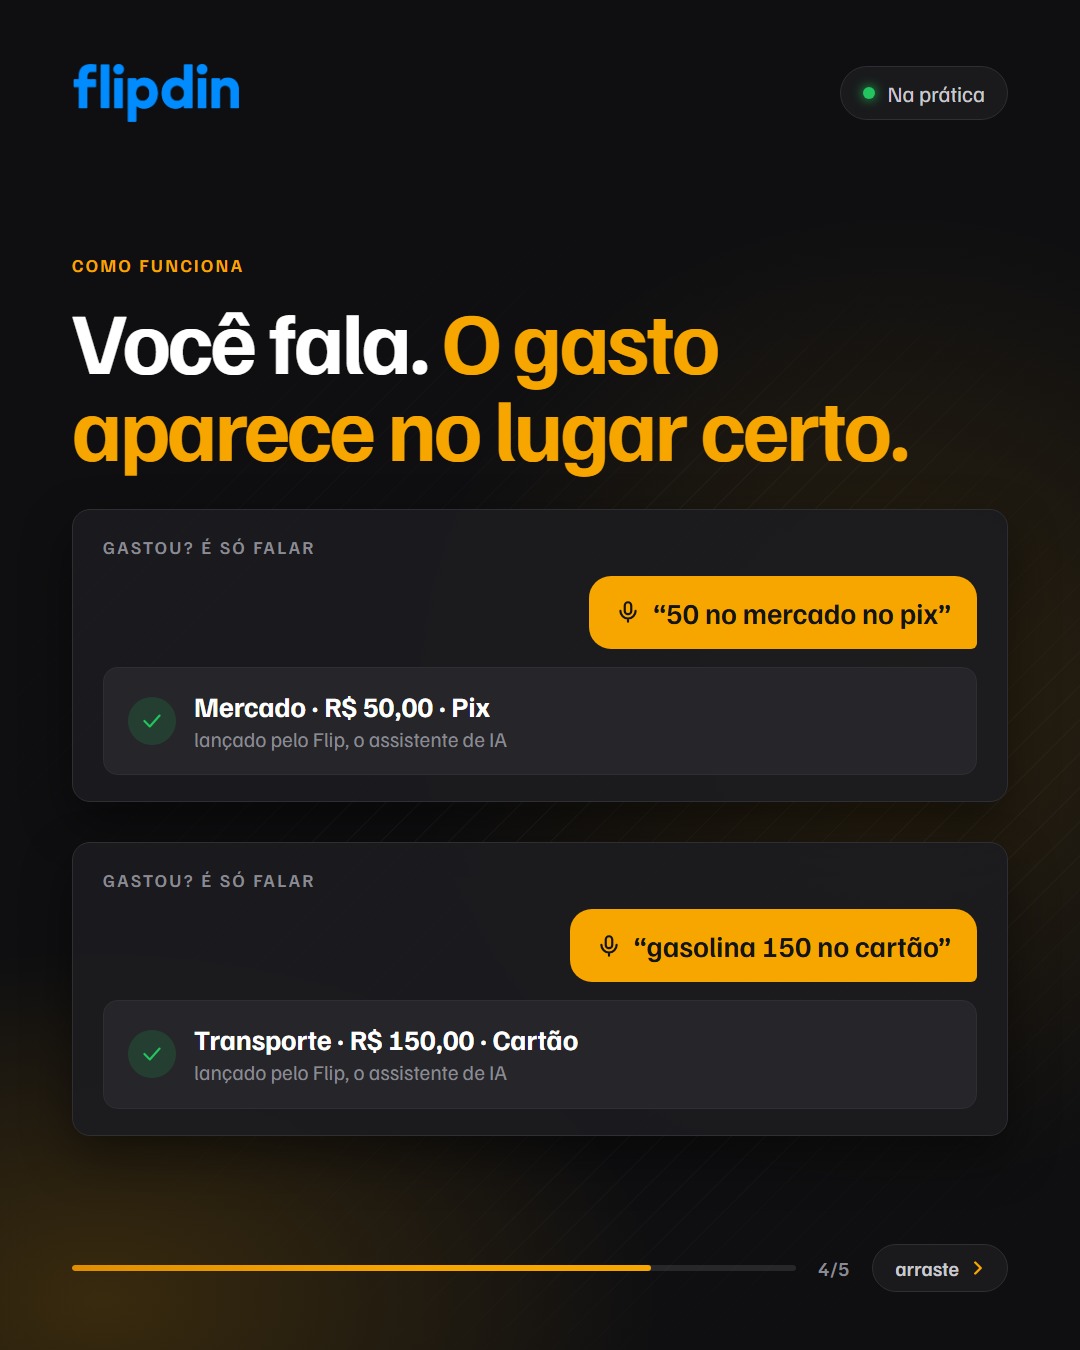 flipdin
Na prática
COMO FUNCIONA
Você fala. O gasto
aparece no lugar certo.
GASTOU? É SÓ FALAR
“50 no mercado no pix”
Mercado · R$ 50,00 · Pix
lançado pelo Flip, o assistente de IA
GASTOU? É SÓ FALAR
“gasolina 150 no cartão”
Transporte · R$ 150,00 · Cartão
lançado pelo Flip, o assistente de IA
4/5
arraste